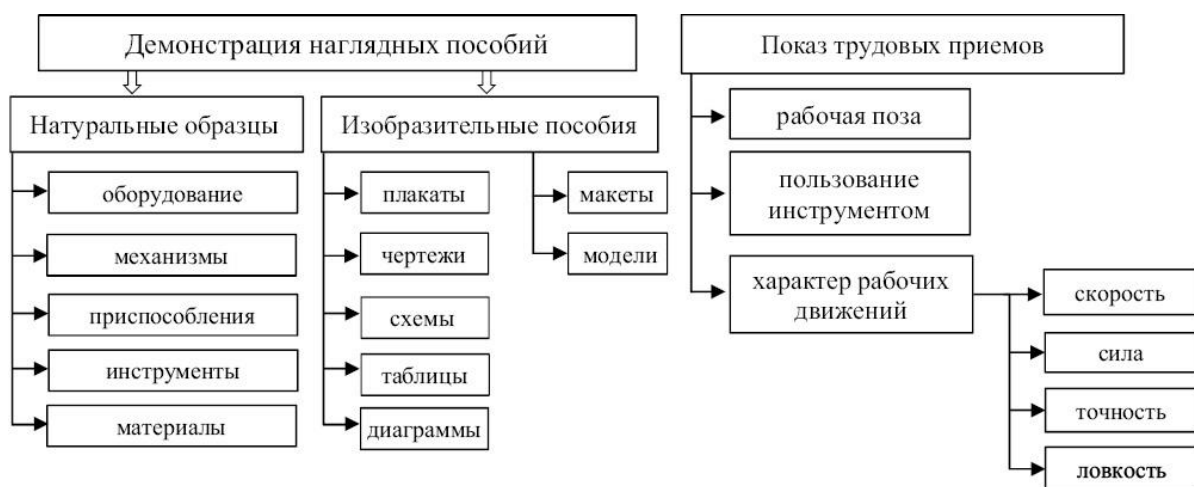 Демонстрация наглядных пособий
Натуральные образцы
оборудование
механизмы
приспособления
инструменты
материалы
Изобразительные пособия
плакаты
чертежи
схемы
таблицы
диаграммы
макеты
модели
Показ трудовых приемов
рабочая поза
пользование
инструментом
характер рабочих
движений
скорость
сила
точность
ловкость